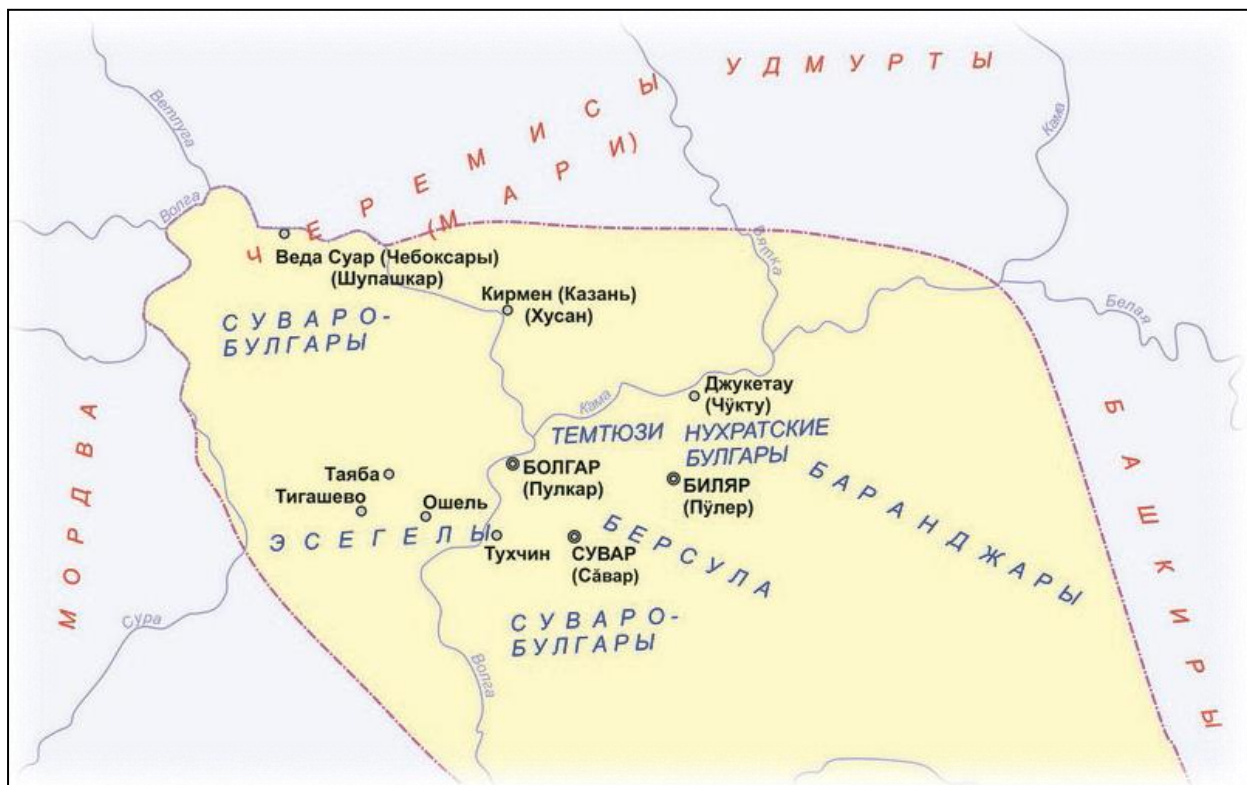 УДМУРТЫ
ЧЕРЕМИСЫ
(МАРИ)
Ветлуга
Кама
Волга
Вятка
Веда Суар (Чебоксары)
(Шупашкар)
Кирмен (Казань)
(Хусан)
Белая
СУВАРО-
БУЛГАРЫ
Кама
Джукетау
(Чӳкту)
МОРДВА
БАШКИРЫ
ТЕМТЮЗИ
НУХРАТСКИЕ
БУЛГАРЫ
БАРАНДЖАРЫ
Таяба
БОЛГАР
(Пулкар)
БИЛЯР
(Пӳлер)
Тигашево
Ошель
ЭСЕГЕЛЫ
Тухчин
СУВАР
(Сӑвар)
БЕРСУЛА
СУВАРО-
БУЛГАРЫ
Сура
Волга